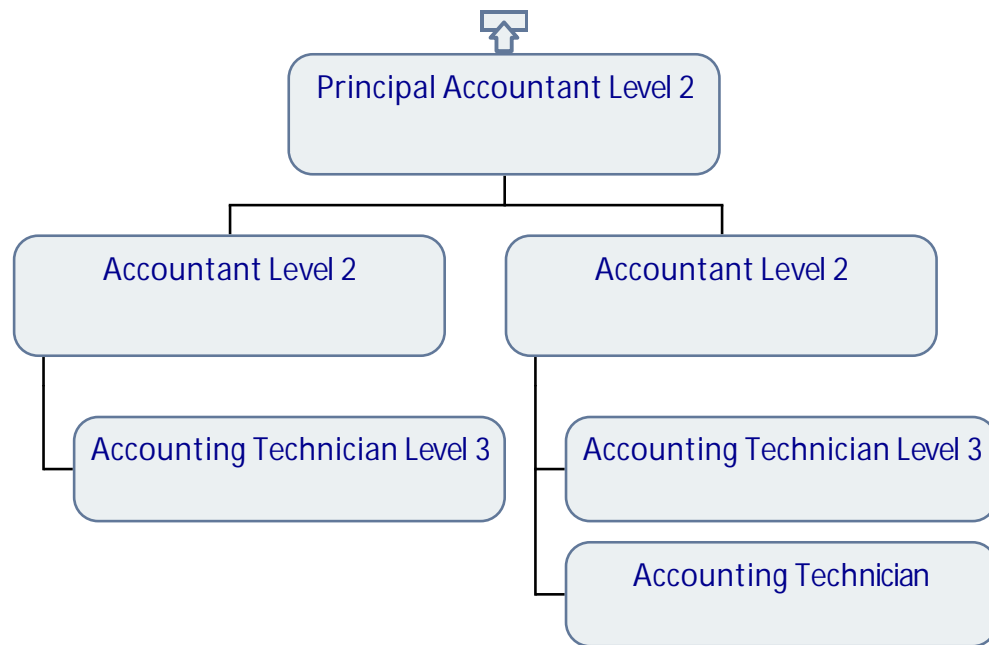 Principal Accountant Level 2
Accountant Level 2
Accountant Level 2
Accounting Technician Level 3
Accounting Technician Level 3
Accounting Technician